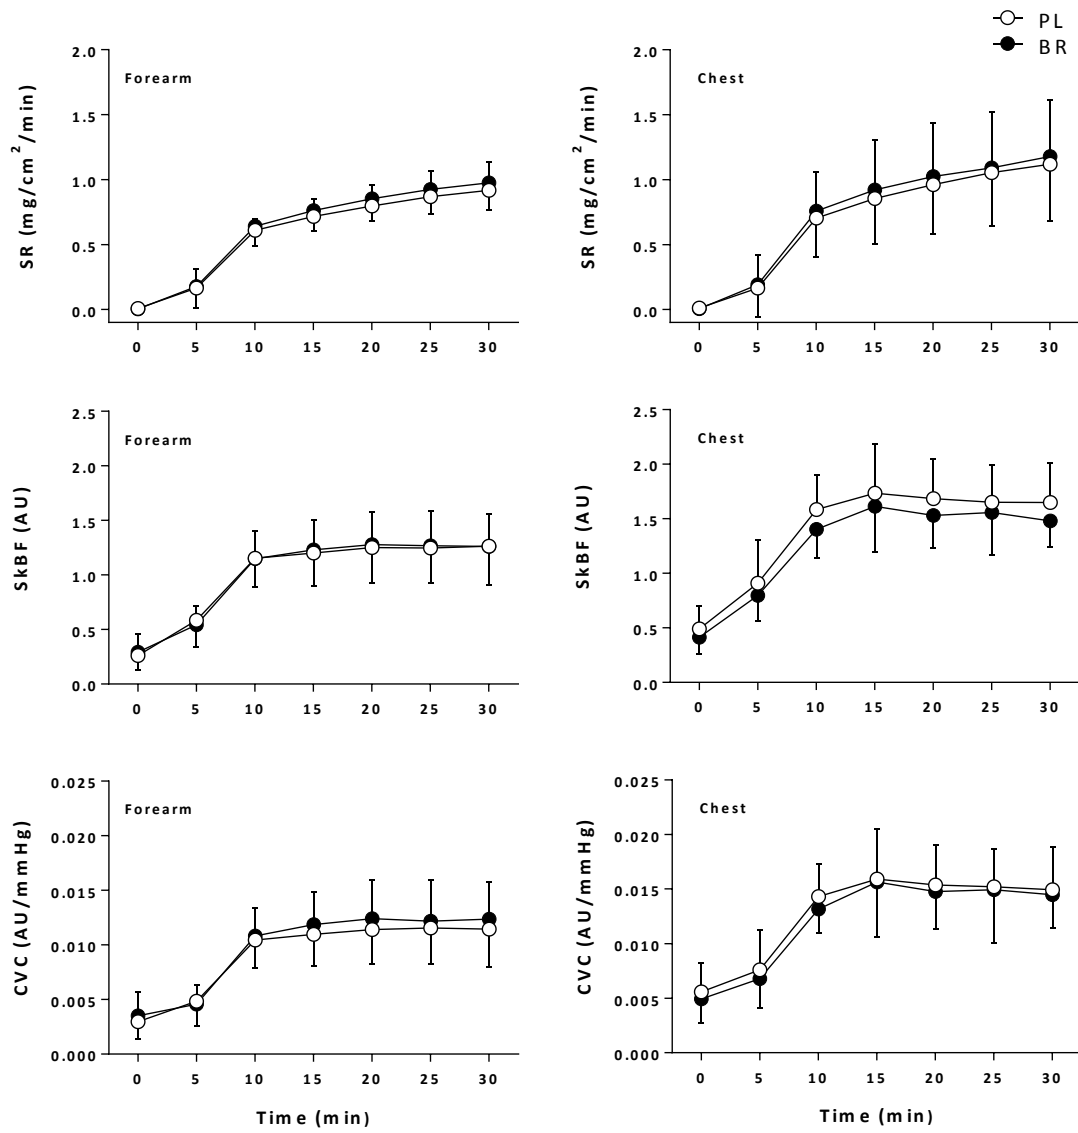 PL
BR
SR (mg/cm²/min)
2.0
1.5
1.0
0.5
0.0
Forearm
0 5 10 15 20 25 30
SR (mg/cm²/min)
2.0
1.5
1.0
0.5
0.0
Chest
0 5 10 15 20 25 30
SkBF (AU)
2.5
2.0
1.5
1.0
0.5
0.0
Forearm
0 5 10 15 20 25 30
SkBF (AU)
2.5
2.0
1.5
1.0
0.5
0.0
Chest
0 5 10 15 20 25 30
CVC (AU/mmHg)
0.025
0.020
0.015
0.010
0.005
0.000
Forearm
0 5 10 15 20 25 30
Time (min)
CVC (AU/mmHg)
0.025
0.020
0.015
0.010
0.005
0.000
Chest
0 5 10 15 20 25 30
Time (min)